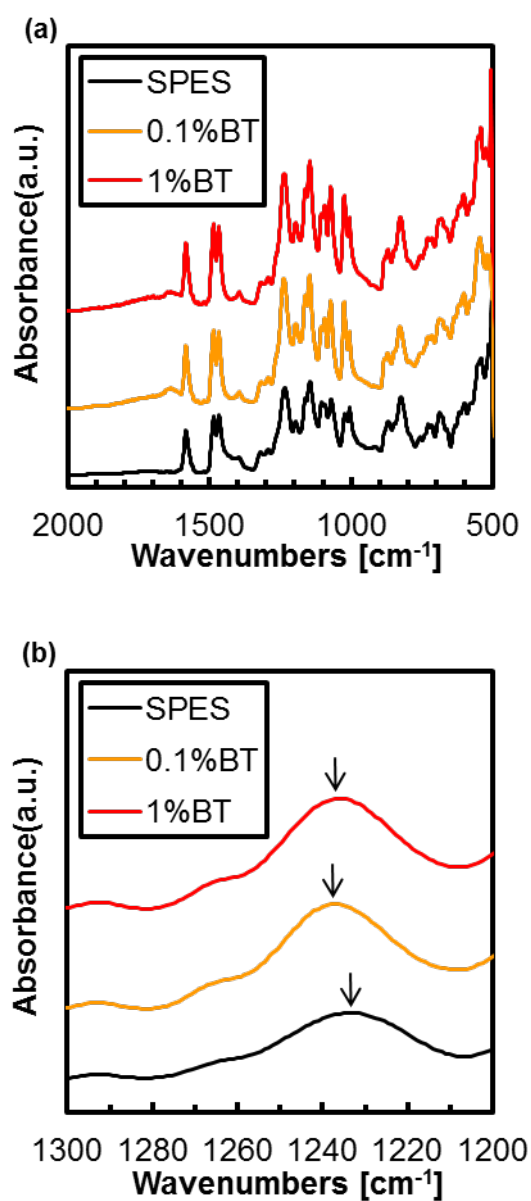 (a)
SPES
0.1%BT
1%BT
Absorbance(a.u.)
2000 1500 1000 500
Wavenumbers [cm⁻¹]
(b)
SPES
0.1%BT
1%BT
Absorbance(a.u.)
1300 1280 1260 1240 1220 1200
Wavenumbers [cm⁻¹]